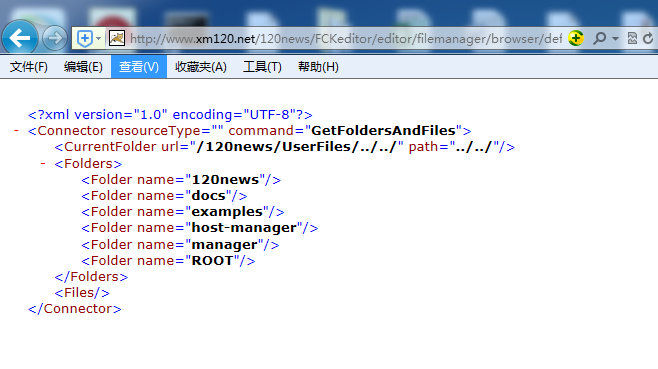 http://www.xm120.net/120news/FCKeditor/editor/filemanager/browser/def
文件(F) 编辑(E) 查看(V) 收藏夹(A) 工具(T) 帮助(H)
<?xml version="1.0" encoding="UTF-8"?>
- <Connector resourceType="" command="GetFoldersAndFiles">
<CurrentFolder url="/120news/UserFiles/../../" path="../../"/>
- <Folders>
<Folder name="120news"/>
<Folder name="docs"/>
<Folder name="examples"/>
<Folder name="host-manager"/>
<Folder name="manager"/>
<Folder name="ROOT"/>
</Folders>
<Files/>
</Connector>